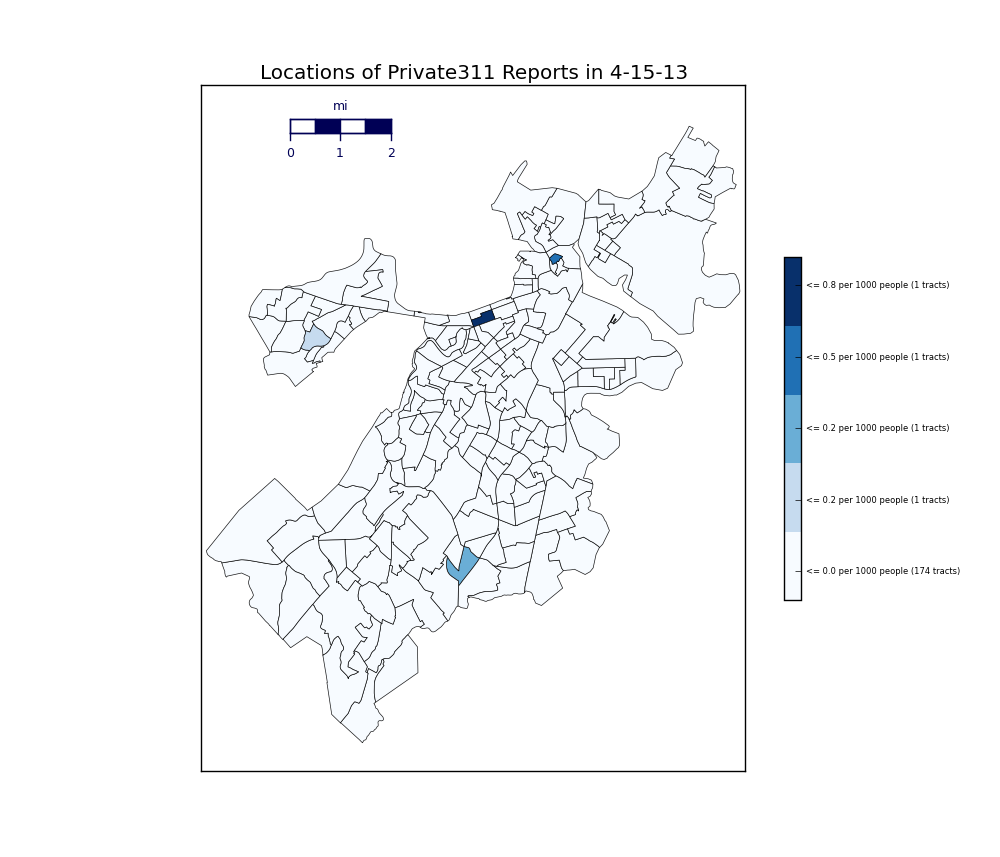 Locations of Private311 Reports in 4-15-13
mi
0 1 2
<= 0.8 per 1000 people (1 tracts)
<= 0.5 per 1000 people (1 tracts)
<= 0.2 per 1000 people (1 tracts)
<= 0.2 per 1000 people (1 tracts)
<= 0.0 per 1000 people (174 tracts)